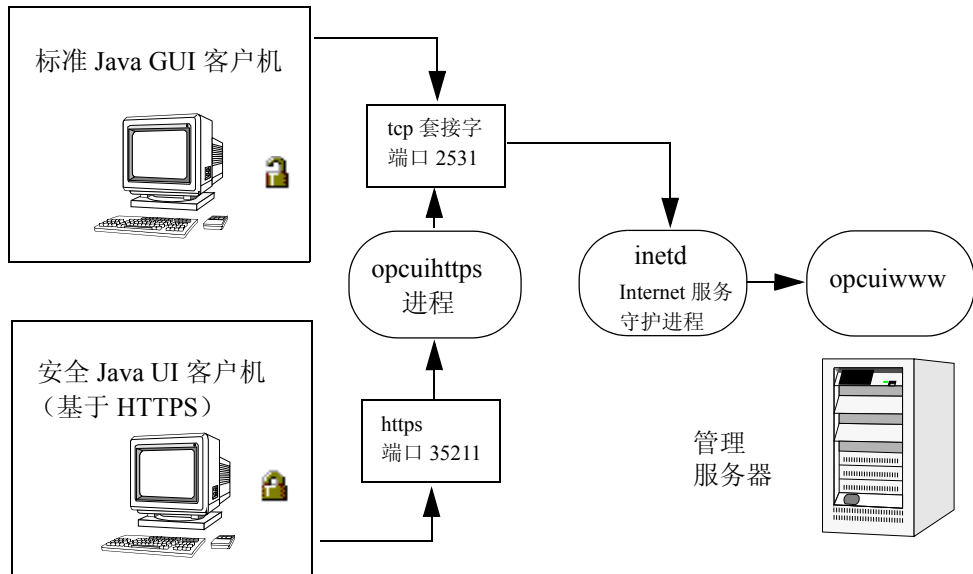 标准 Java GUI 客户机
tcp 套接字
端口 2531
opcuihttps
进程
inetd
Internet 服务
守护进程
opcuiwww
安全 Java UI 客户机
（基于 HTTPS）
https
端口 35211
管理
服务器